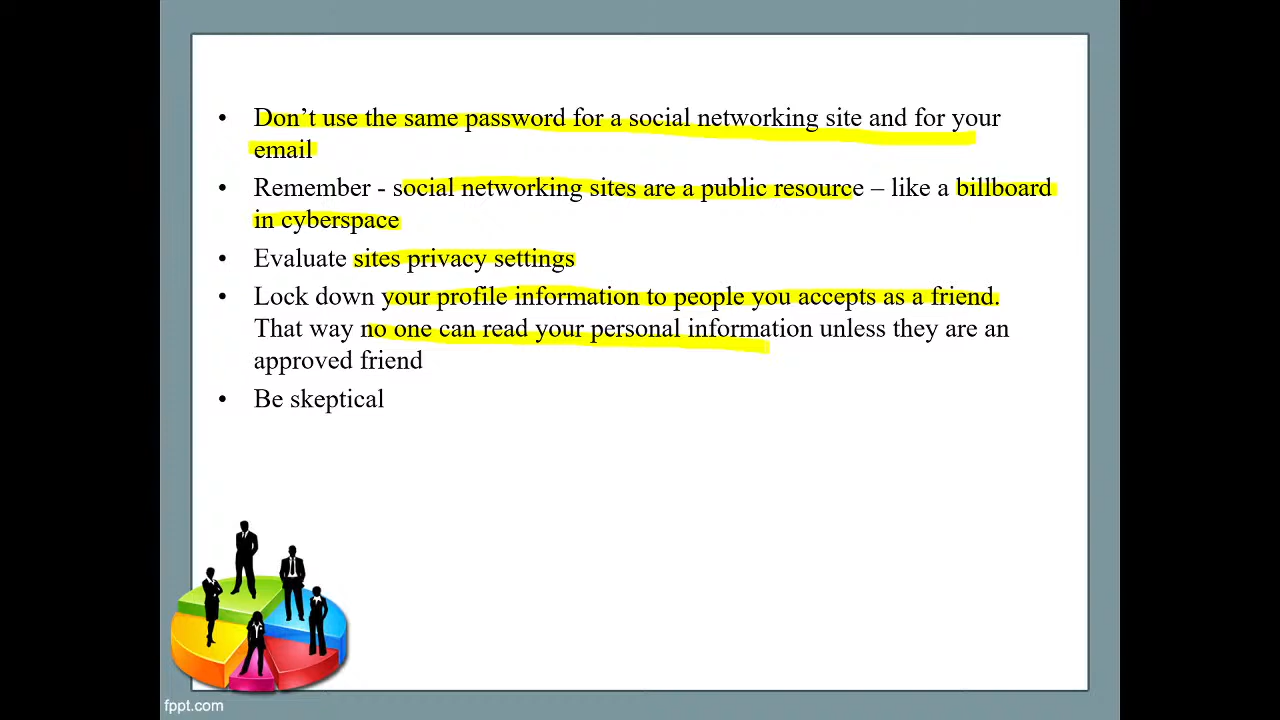 • Don’t use the same password for a social networking site and for your
email
• Remember - social networking sites are a public resource – like a billboard
in cyberspace
• Evaluate sites privacy settings
• Lock down your profile information to people you accepts as a friend.
That way no one can read your personal information unless they are an
approved friend
• Be skeptical
fppt.com